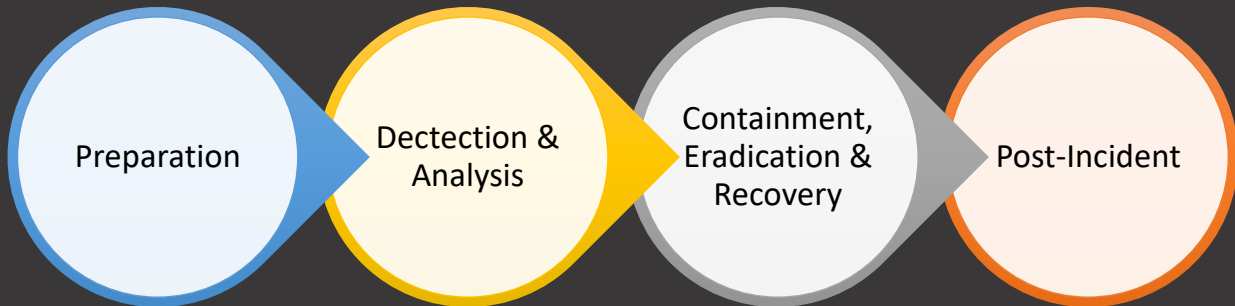 Preparation
Dectection &
Analysis
Containment,
Eradication &
Recovery
Post-Incident